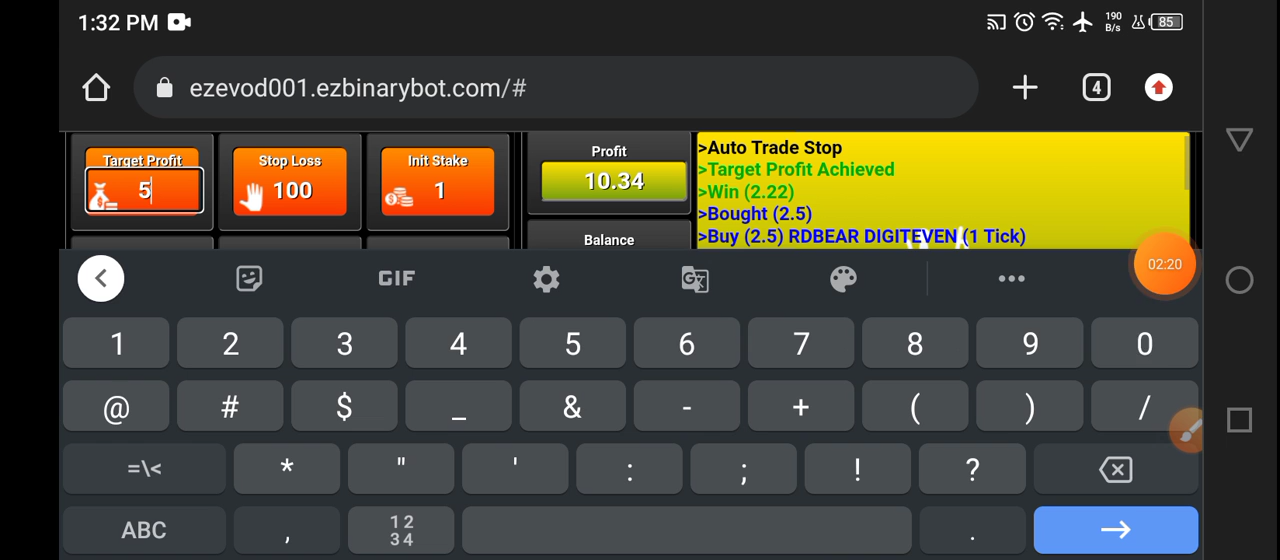 1:32 PM
190
B/s
85
ezevod001.ezbinarybot.com/#
4
Target Profit
5
Stop Loss
100
Init Stake
1
Profit
10.34
Balance
>Auto Trade Stop
>Target Profit Achieved
>Win (2.22)
>Bought (2.5)
>Buy (2.5) RDBEAR DIGITEVEN (1 Tick)
02:20
GIF
1 2 3 4 5 6 7 8 9 0
@ # $ _ & - + ( ) /
=\< * " ' : ; ! ?
ABC , 1 2 3 4 .